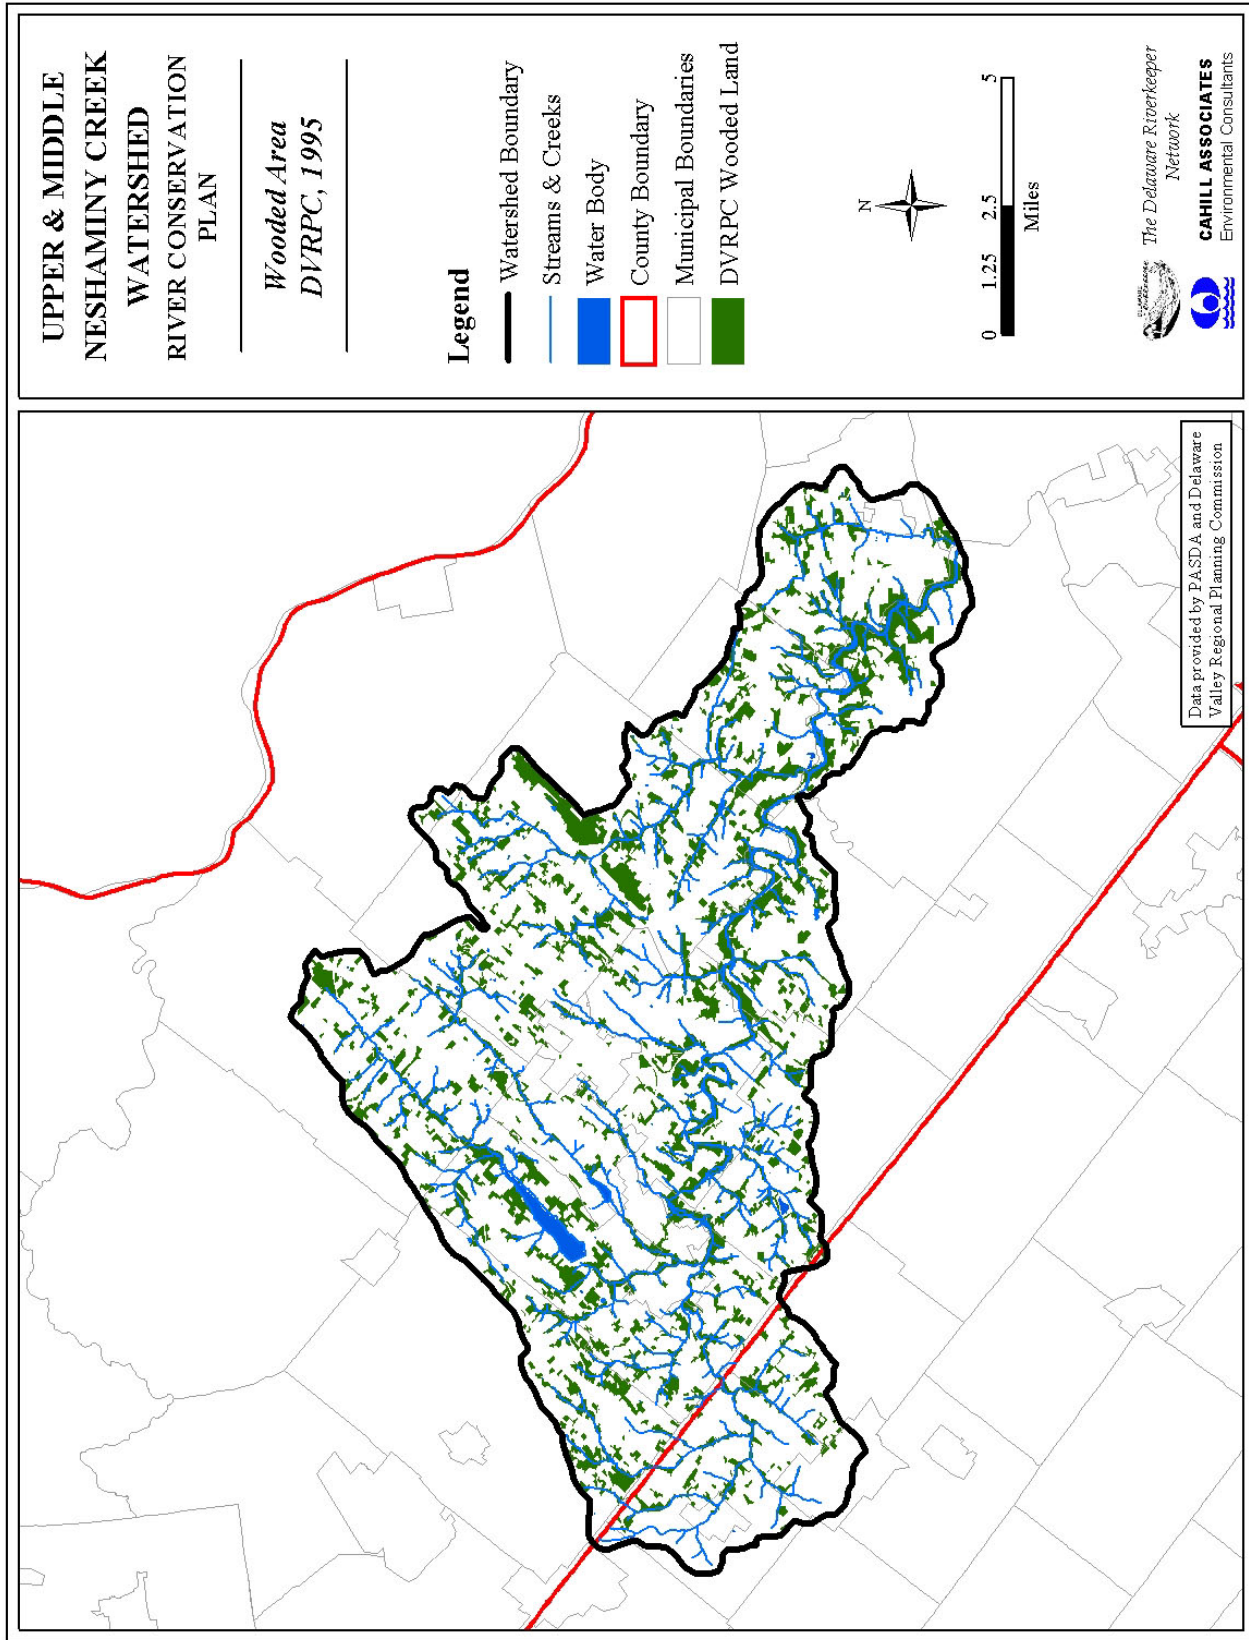 UPPER & MIDDLE
NESHAMINY CREEK
WATERSHED
RIVER CONSERVATION
PLAN
Wooded Area
DVRPC, 1995
Legend
Watershed Boundary
Streams & Creeks
Water Body
County Boundary
Municipal Boundaries
DVRPC Wooded Land
N
0 1.25 2.5 5
Miles
The Delaware Riverkeeper
Network
CAHILL ASSOCIATES
Environmental Consultants
Data provided by PASDA and Delaware
Valley Regional Planning Commission